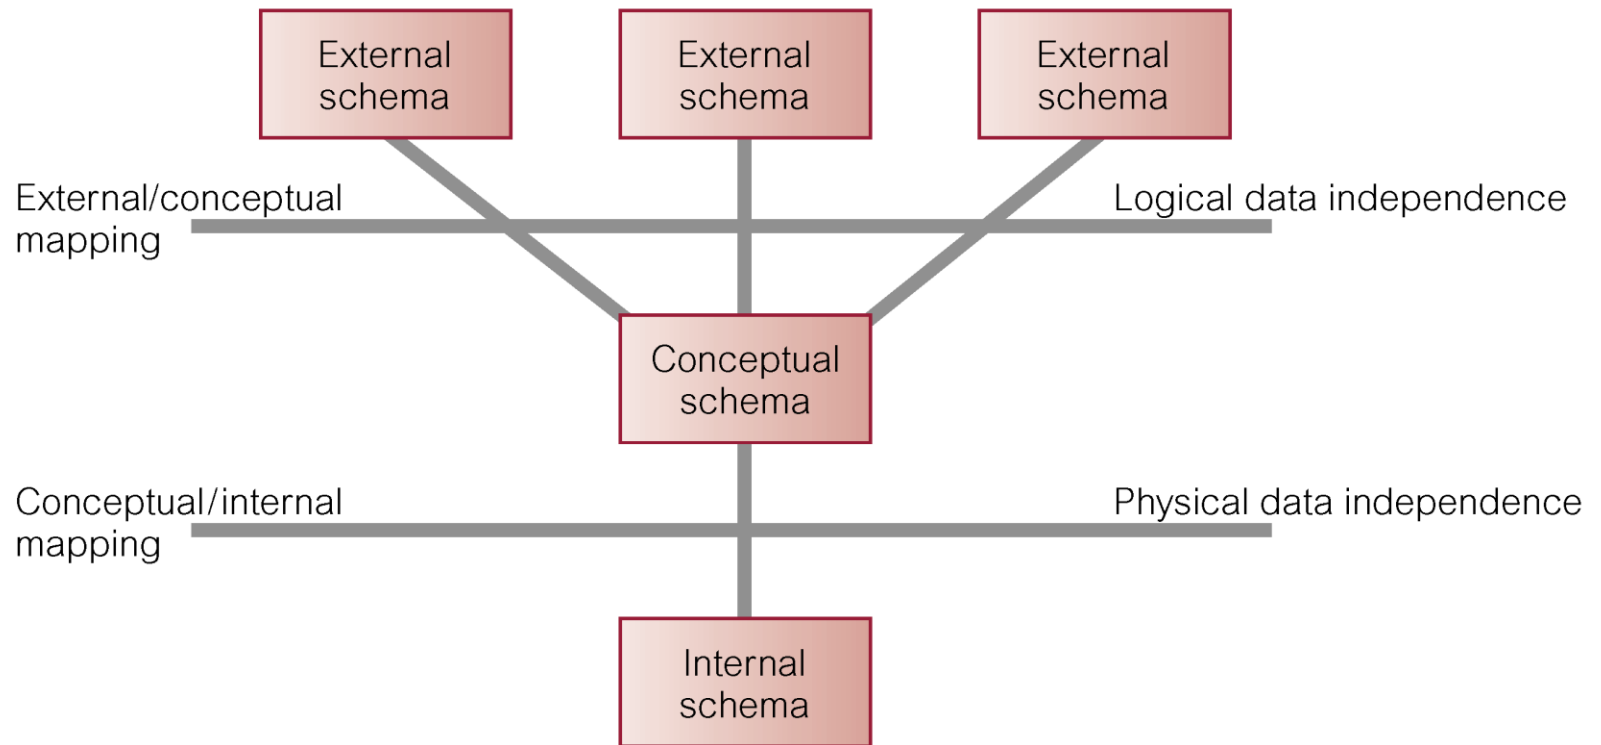 External
schema
External
schema
External
schema
External/conceptual
mapping
Logical data independence
Conceptual
schema
Conceptual/internal
mapping
Physical data independence
Internal
schema